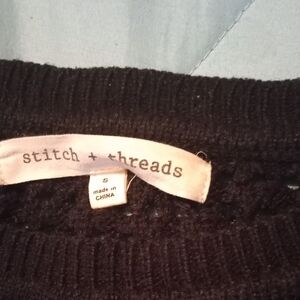 stitch + threads
S
made in
CHINA